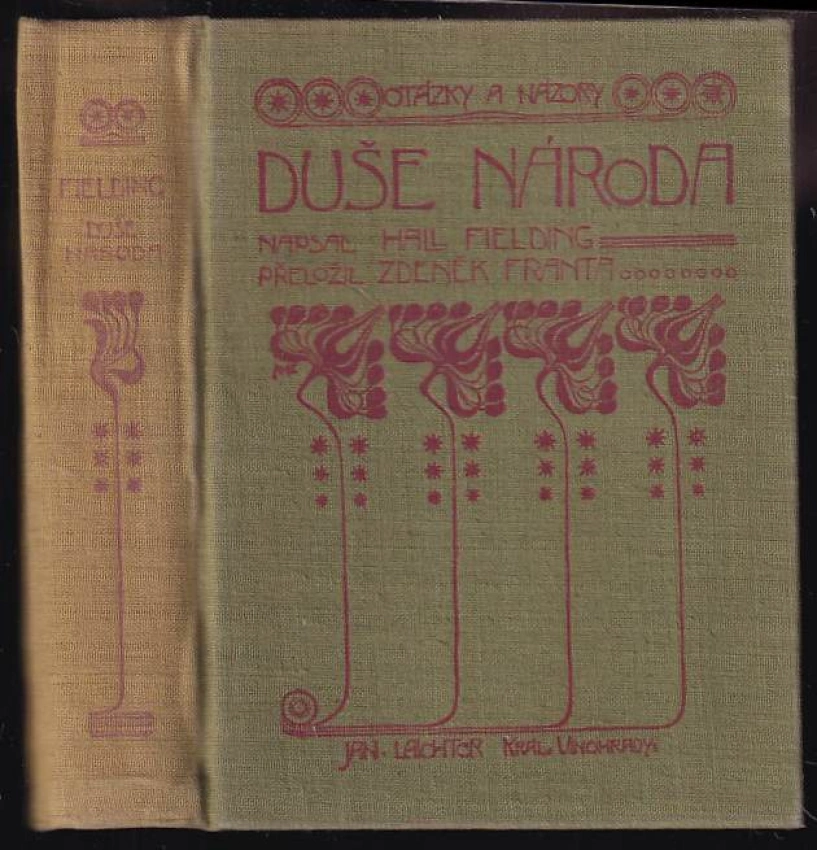 FIELDING
DUŠE
NÁRODA
OTÁZKY A NÁZORY
DUŠE NÁRODA
NAPSAL HALL FIELDING
PŘELOŽIL ZDENĚK FRANTA
JAN LAICHTER KRÁL. VINOHRADY